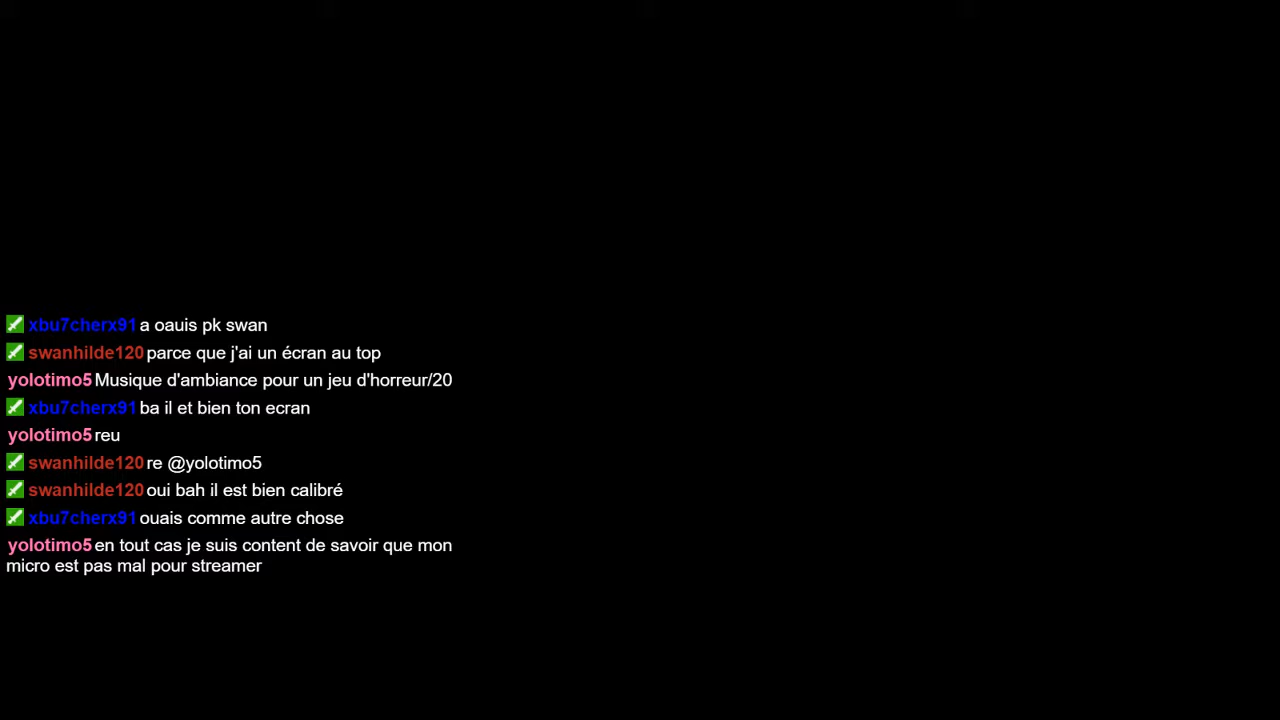 xbu7cherx91 a oauis pk swan
swanhilde120 parce que j'ai un écran au top
yolotimo5 Musique d'ambiance pour un jeu d'horreur/20
xbu7cherx91 ba il et bien ton ecran
yolotimo5 reu
swanhilde120 re @yolotimo5
swanhilde120 oui bah il est bien calibré
xbu7cherx91 ouais comme autre chose
yolotimo5 en tout cas je suis content de savoir que mon
micro est pas mal pour streamer